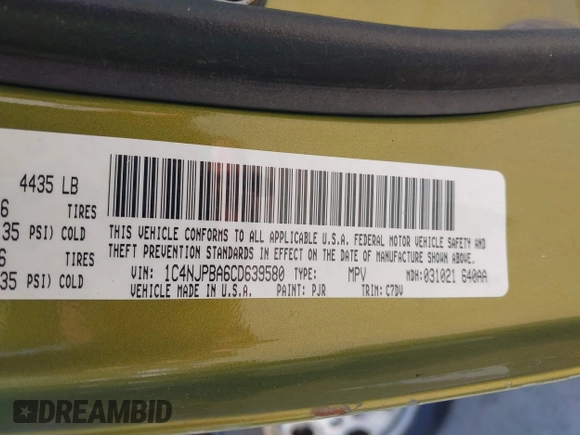 4435 LB
6 TIRES
35 PSI) COLD
6 TIRES
35 PSI) COLD
THIS VEHICLE CONFORMS TO ALL APPLICABLE U.S.A. FEDERAL MOTOR VEHICLE SAFETY AND
THEFT PREVENTION STANDARDS IN EFFECT ON THE DATE OF MANUFACTURE SHOWN ABOVE.
VIN: 1C4NJPBA6CD639580 TYPE: MPV MDH:031021 640AA
VEHICLE MADE IN U.S.A. PAINT: PJR TRIM: C7DV
DREAMBID